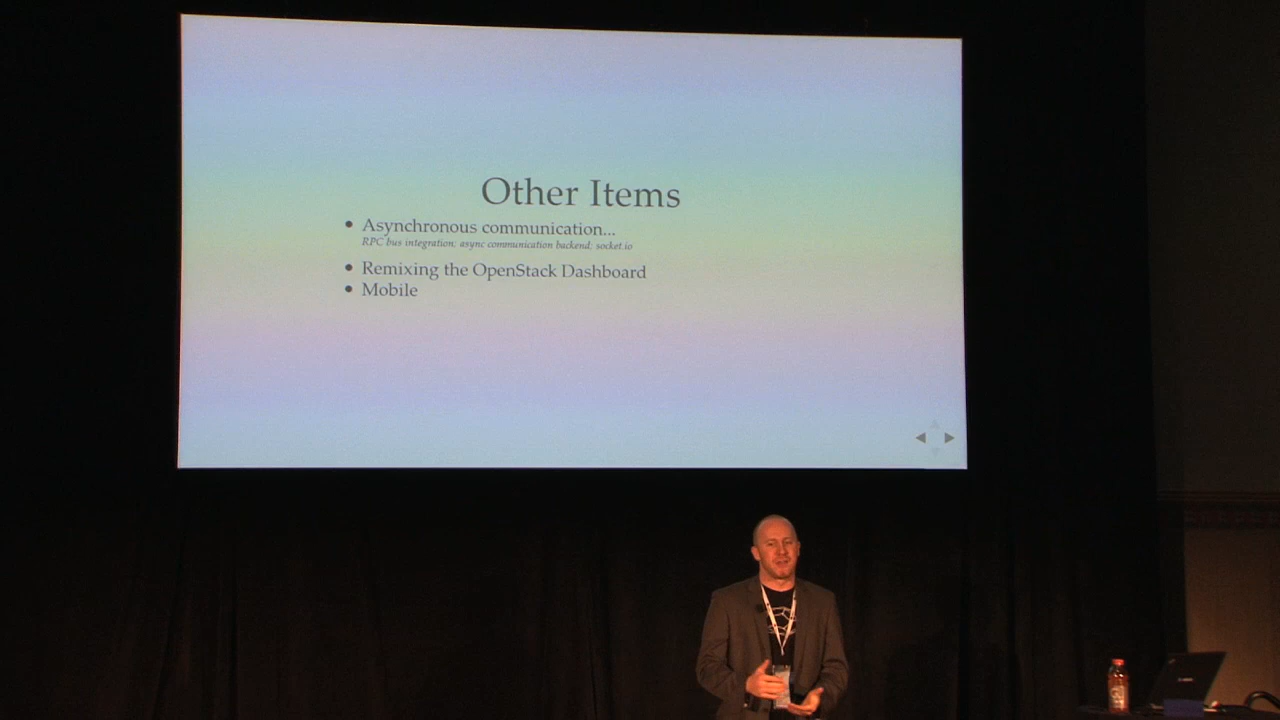 Other Items
Asynchronous communication...
RPC bus integration; async communication backend; socket.io
Remixing the OpenStack Dashboard
Mobile